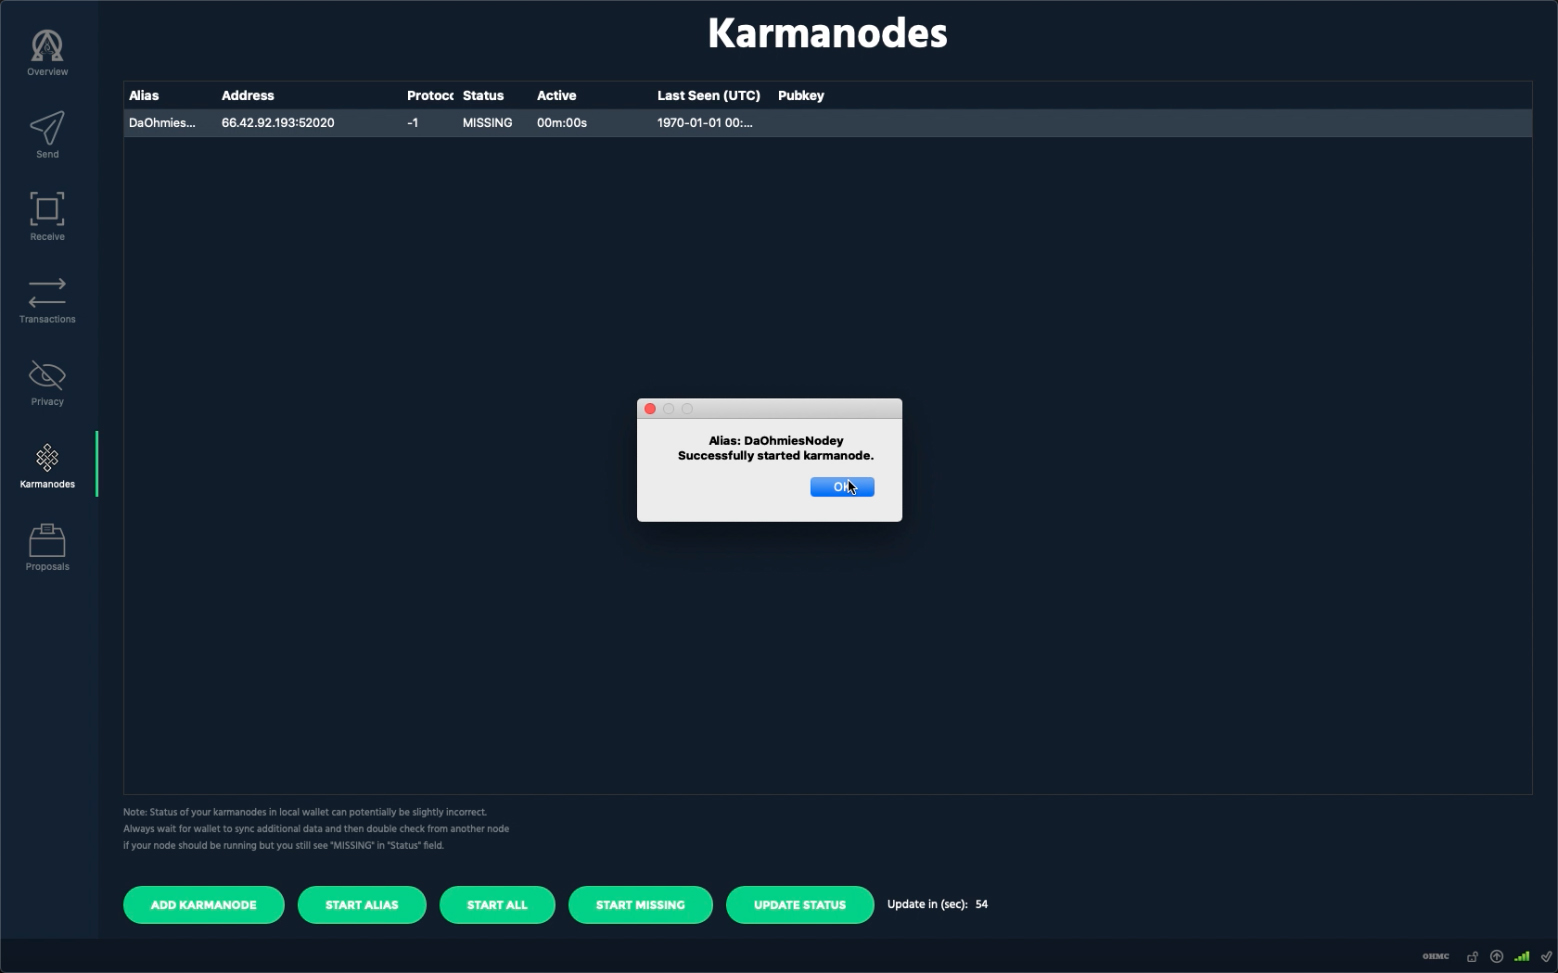 Karmanodes
Overview
Send
Receive
Transactions
Privacy
Karmanodes
Proposals
Alias Address Protoc Status Active Last Seen (UTC) Pubkey
DaOhmies... 66.42.92.193:52020 -1 MISSING 00m:00s 1970-01-01 00:...
Alias: DaOhmiesNodey
Successfully started karmanode.
OK
Note: Status of your karmanodes in local wallet can potentially be slightly incorrect.
Always wait for wallet to sync additional data and then double check from another node
if your node should be running but you still see "MISSING" in "Status" field.
ADD KARMANODE START ALIAS START ALL START MISSING UPDATE STATUS Update in (sec): 54
OHMC